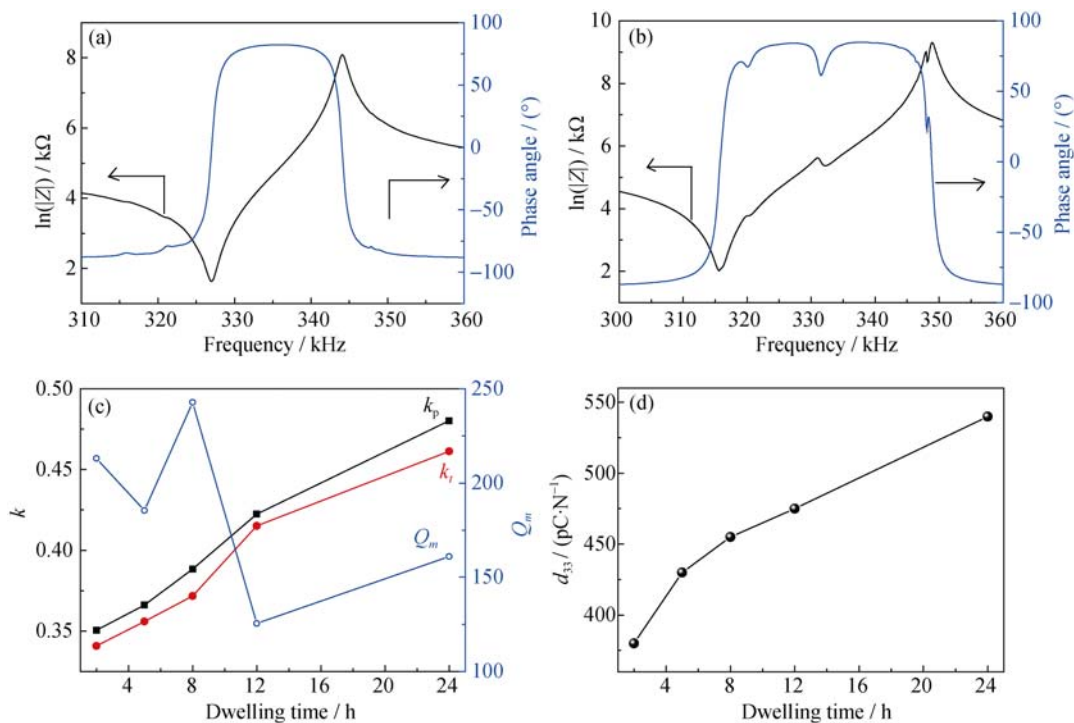 (a)
8
6
4
2
ln(|Z|) / kΩ
100
50
0
−50
−100
Phase angle / (°)
310 320 330 340 350 360
Frequency / kHz
(b)
10
8
6
4
2
ln(|Z|) / kΩ
100
50
0
−50
−100
Phase angle / (°)
300 310 320 330 340 350 360
Frequency / kHz
(c)
0.50
0.45
0.40
0.35
k
kp
kt
Qm
250
200
150
100
Qm
4 8 12 16 20 24
Dwelling time / h
(d)
550
500
450
400
d33 / (pC·N−1)
4 8 12 16 20 24
Dwelling time / h